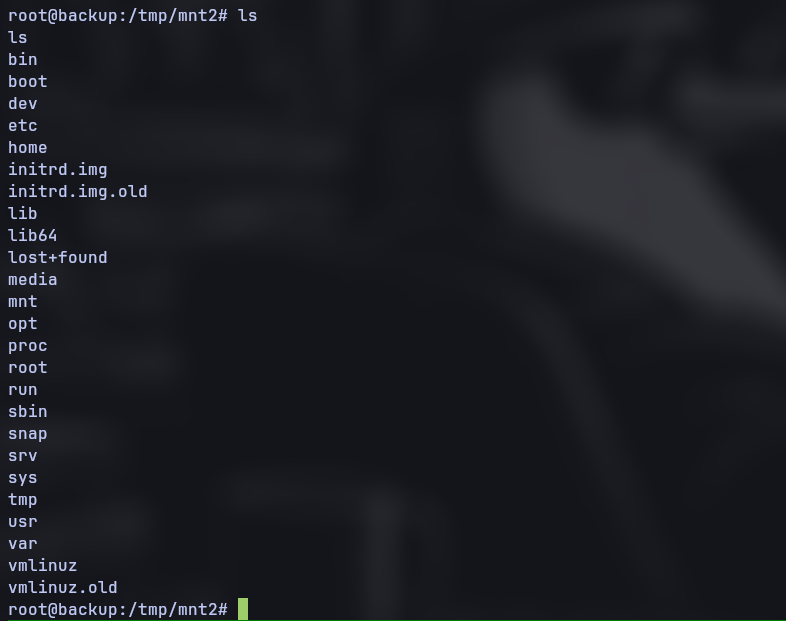 root@backup:/tmp/mnt2# ls
ls
bin
boot
dev
etc
home
initrd.img
initrd.img.old
lib
lib64
lost+found
media
mnt
opt
proc
root
run
sbin
snap
srv
sys
tmp
usr
var
vmlinuz
vmlinuz.old
root@backup:/tmp/mnt2#